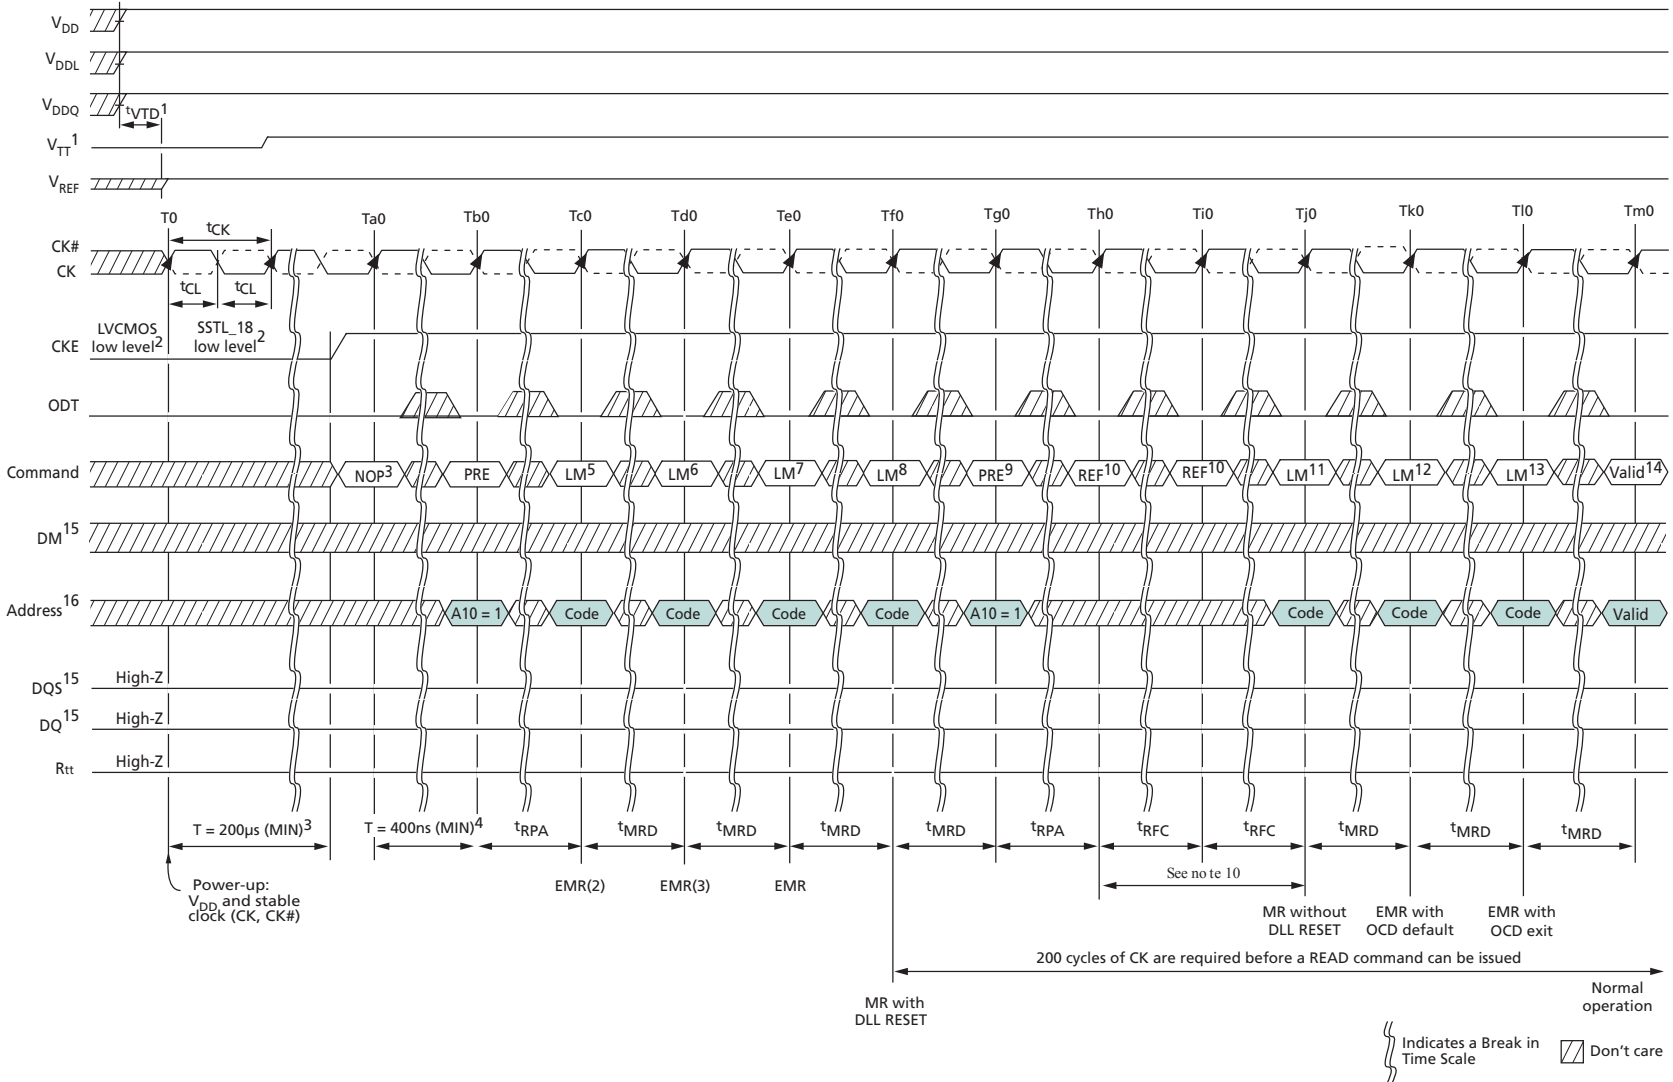 VDD
VDDL
VDDQ
tVTD1
VTT1
VREF
T0 Ta0 Tb0 Tc0 Td0 Te0 Tf0 Tg0 Th0 Ti0 Tj0 Tk0 Tl0 Tm0
tCK
CK#
CK
tCL tCL
LVCMOS
low level2
SSTL_18
low level2
CKE
ODT
Command NOP3 PRE LM5 LM6 LM7 LM8 PRE9 REF10 REF10 LM11 LM12 LM13 Valid14
DM15
Address16 A10 = 1 Code Code Code Code A10 = 1 Code Code Code Valid
DQS15 High-Z
DQ15 High-Z
Rtt High-Z
T = 200µs (MIN)3 T = 400ns (MIN)4 tRPA tMRD tMRD tMRD tMRD tRPA tRFC tRFC tMRD tMRD tMRD
See note 10
Power-up:
VDD and stable
clock (CK, CK#)
EMR(2) EMR(3) EMR
MR without
DLL RESET
EMR with
OCD default
EMR with
OCD exit
200 cycles of CK are required before a READ command can be issued
MR with
DLL RESET
Normal
operation
Indicates a Break in
Time Scale
Don't care